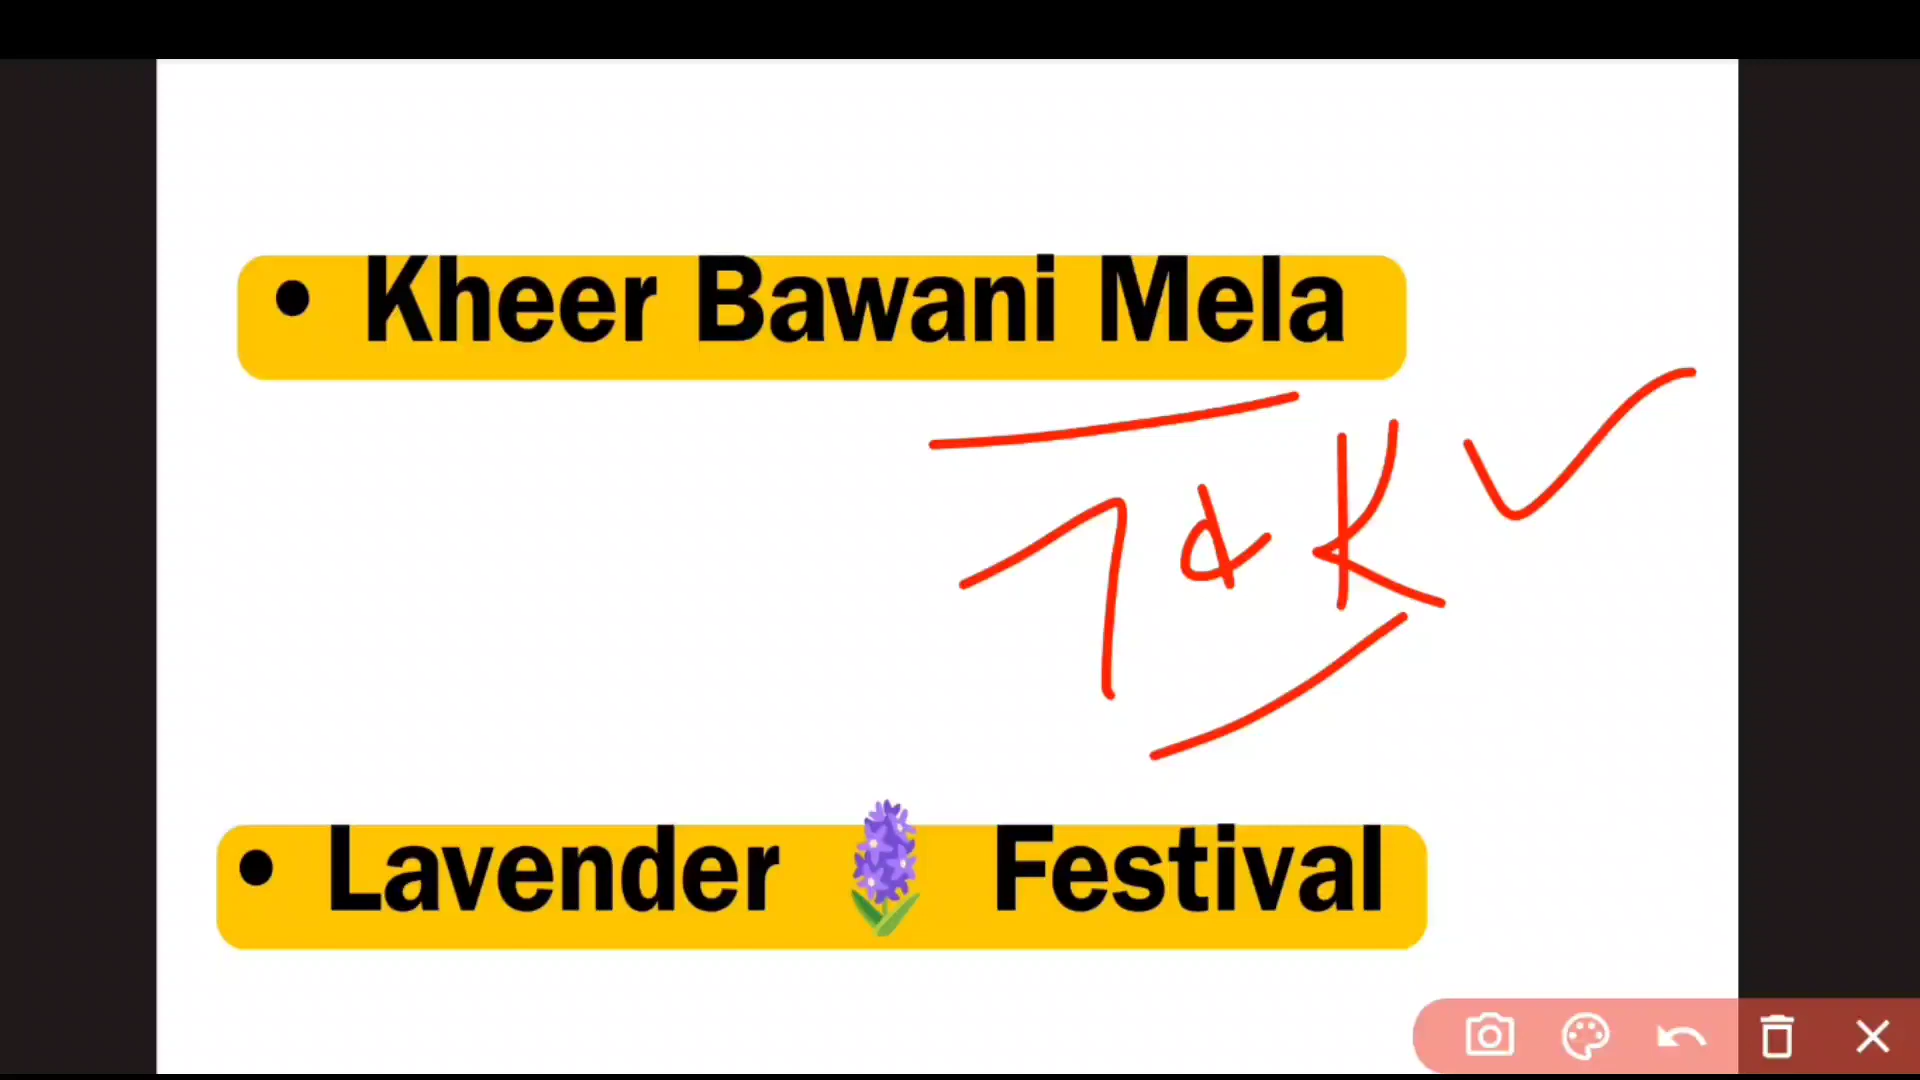 • Kheer Bawani Mela
J & K
• Lavender 🪻 Festival